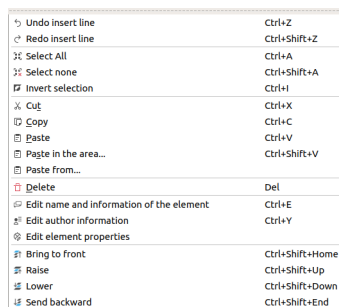 Undo insert line Ctrl+Z
Redo insert line Ctrl+Shift+Z
Select All Ctrl+A
Select none Ctrl+Shift+A
Invert selection Ctrl+I
Cut Ctrl+X
Copy Ctrl+C
Paste Ctrl+V
Paste in the area... Ctrl+Shift+V
Paste from...
Delete Del
Edit name and information of the element Ctrl+E
Edit author information Ctrl+Y
Edit element properties
Bring to front Ctrl+Shift+Home
Raise Ctrl+Shift+Up
Lower Ctrl+Shift+Down
Send backward Ctrl+Shift+End